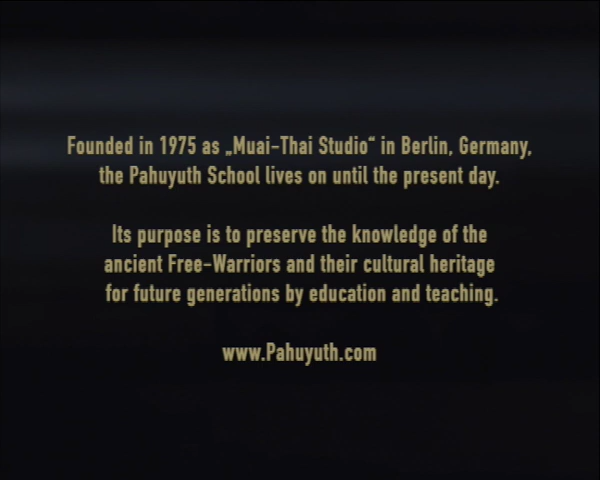 Founded in 1975 as „Muai-Thai Studio“ in Berlin, Germany,
the Pahuyuth School lives on until the present day.
Its purpose is to preserve the knowledge of the
ancient Free-Warriors and their cultural heritage
for future generations by education and teaching.
www.Pahuyuth.com